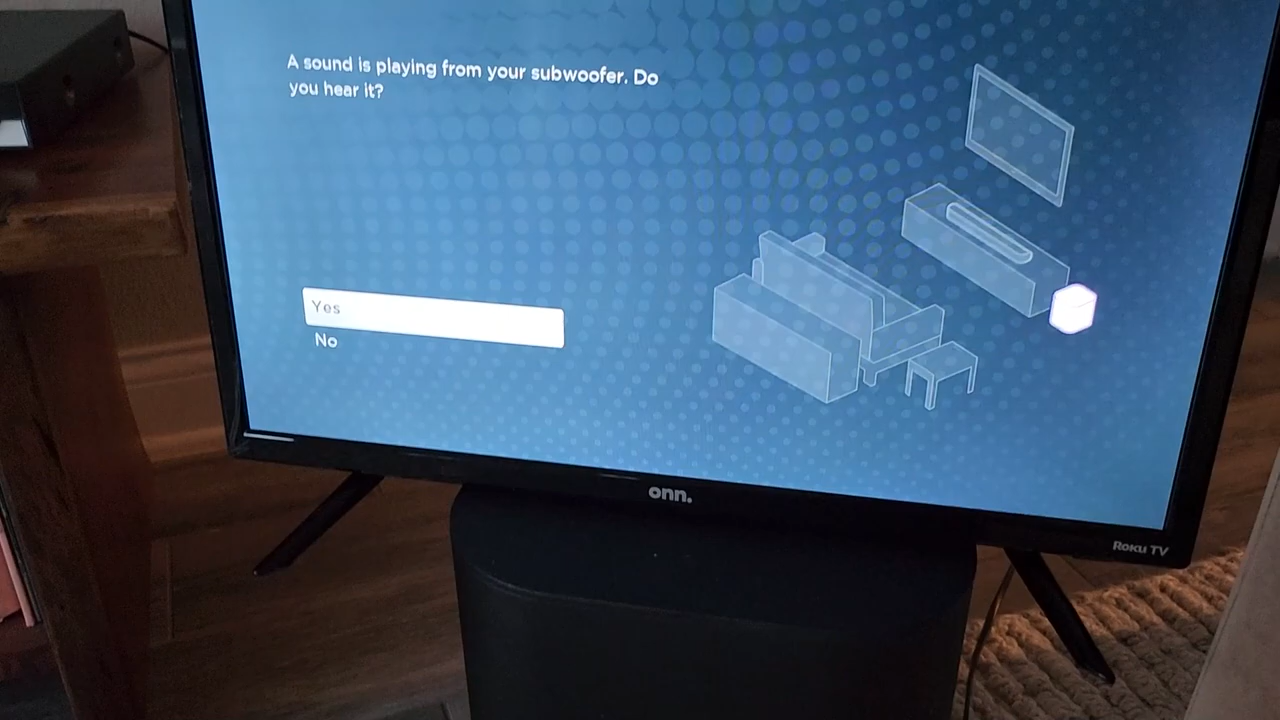 A sound is playing from your subwoofer. Do
you hear it?
Yes
No
onn.
Roku TV